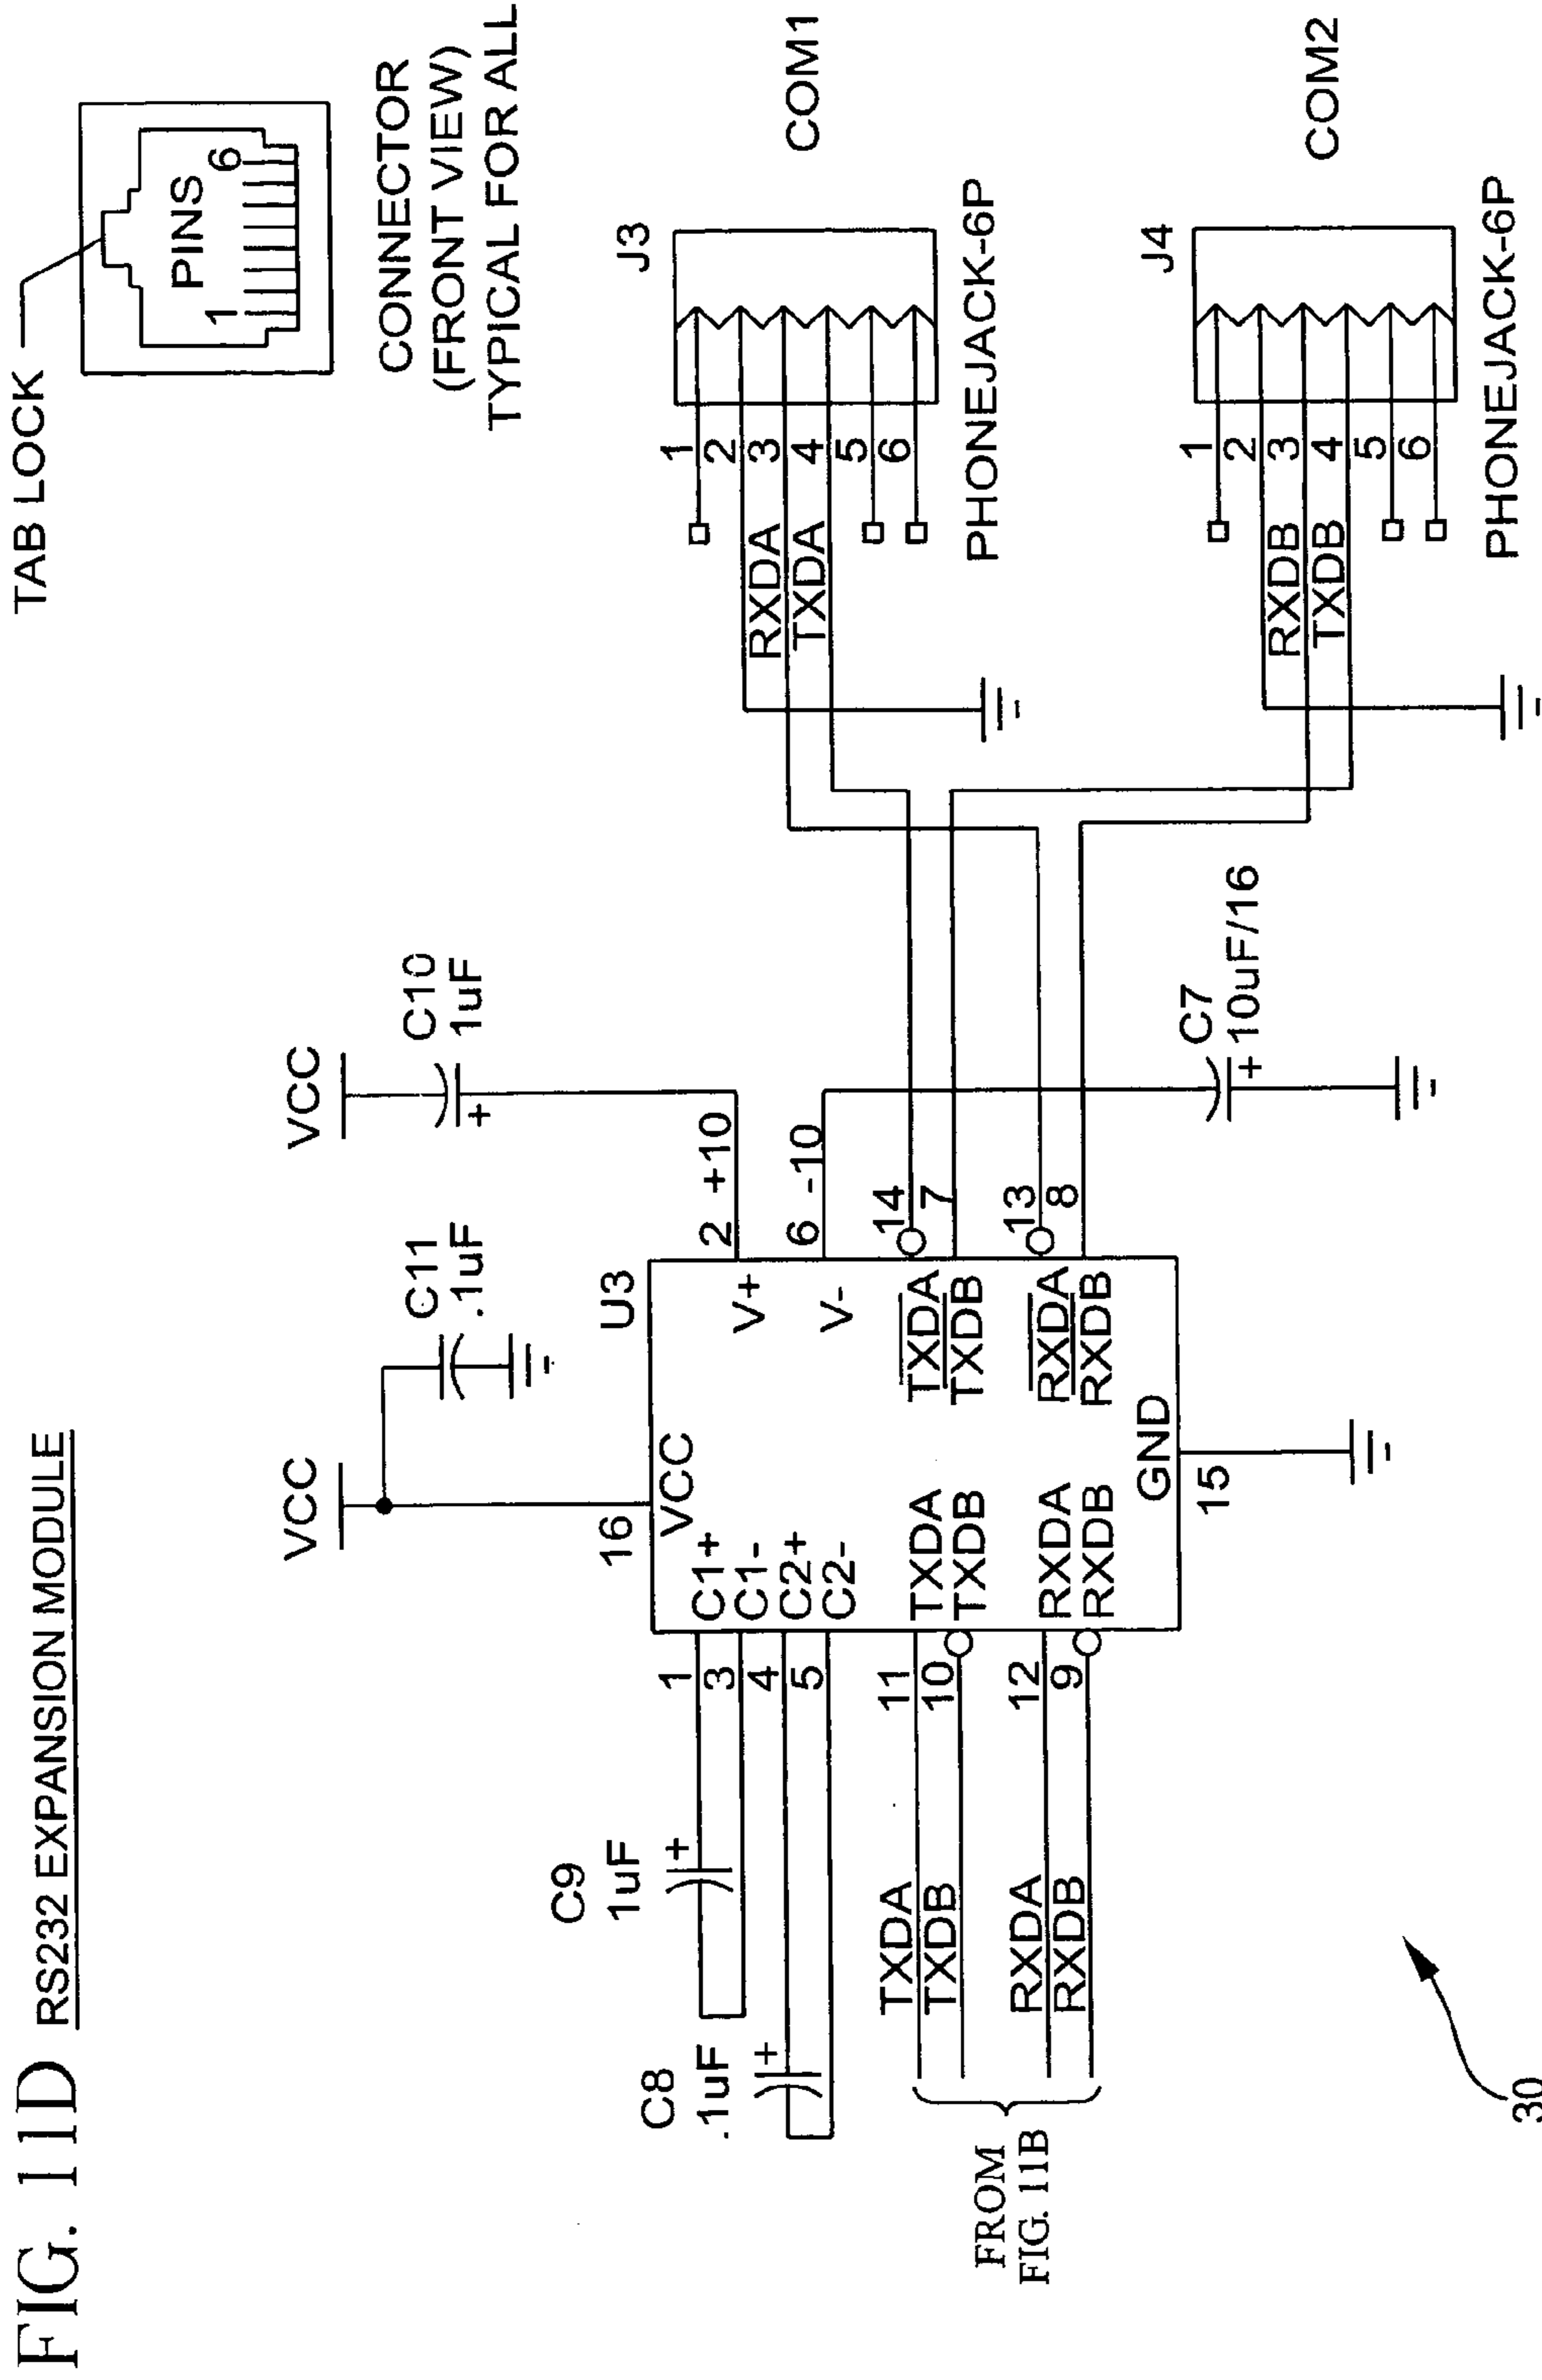 FIG. 11D RS232 EXPANSION MODULE
TAB LOCK
PINS
1 6
CONNECTOR
(FRONT VIEW)
TYPICAL FOR ALL
VCC
VCC
C11
.1uF
C10
1uF
C9
1uF
C8
.1uF
U3
16
VCC
1 C1+
3 C1-
4 C2+
5 C2-
V+ 2 +10
V- 6 -10
TXDA 11 TXDA
TXDB 10 TXDB
RXDA 12 RXDA
RXDB 9 RXDB
TXDA 14
TXDB 7
RXDA 13
RXDB 8
GND
15
C7
+ 10uF/16
+
+
+
FROM
FIG. 11B
J3
1
2
RXDA 3
TXDA 4
5
6
PHONEJACK-6P
COM1
J4
1
2
RXDB 3
TXDB 4
5
6
PHONEJACK-6P
COM2
30